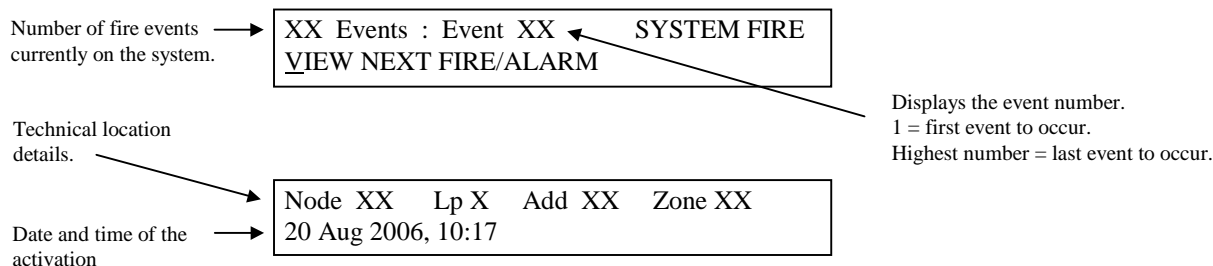 Number of fire events
currently on the system.
XX Events : Event XX SYSTEM FIRE
VIEW NEXT FIRE/ALARM
Displays the event number.
1 = first event to occur.
Highest number = last event to occur.
Technical location
details.
Node XX Lp X Add XX Zone XX
20 Aug 2006, 10:17
Date and time of the
activation